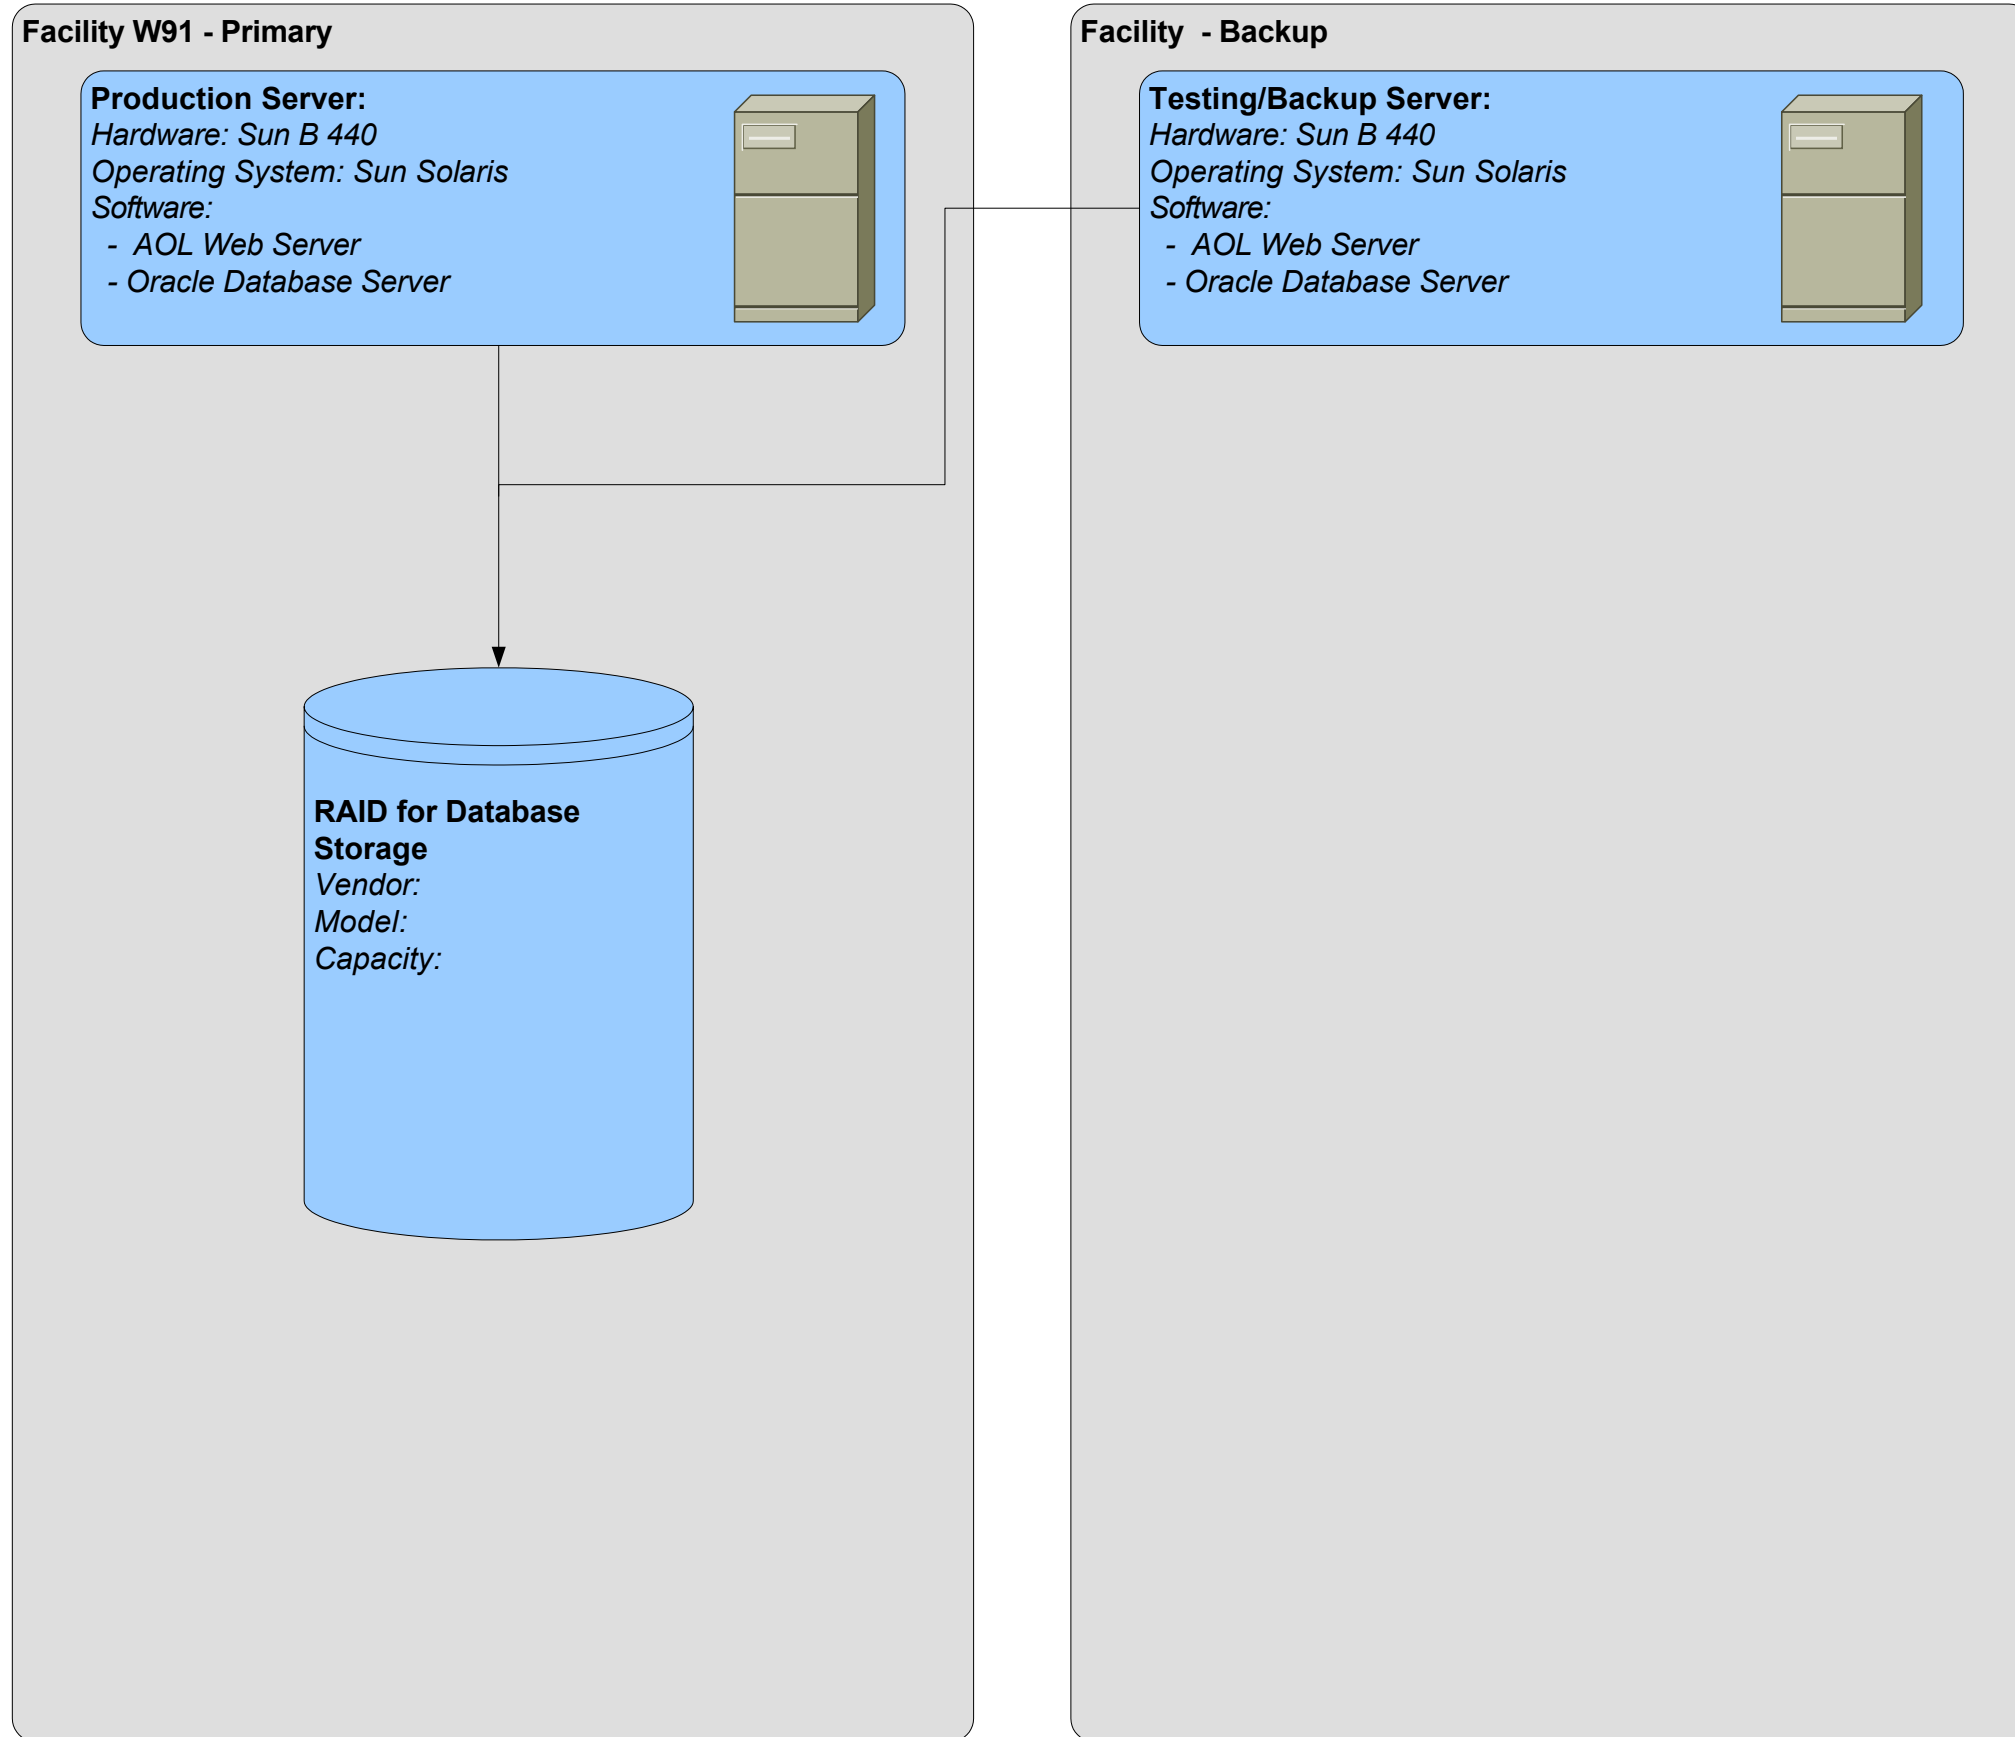 Facility W91 - Primary
Production Server:
Hardware: Sun B 440
Operating System: Sun Solaris
Software:
- AOL Web Server
- Oracle Database Server
RAID for Database
Storage
Vendor:
Model:
Capacity:
Facility - Backup
Testing/Backup Server:
Hardware: Sun B 440
Operating System: Sun Solaris
Software:
- AOL Web Server
- Oracle Database Server